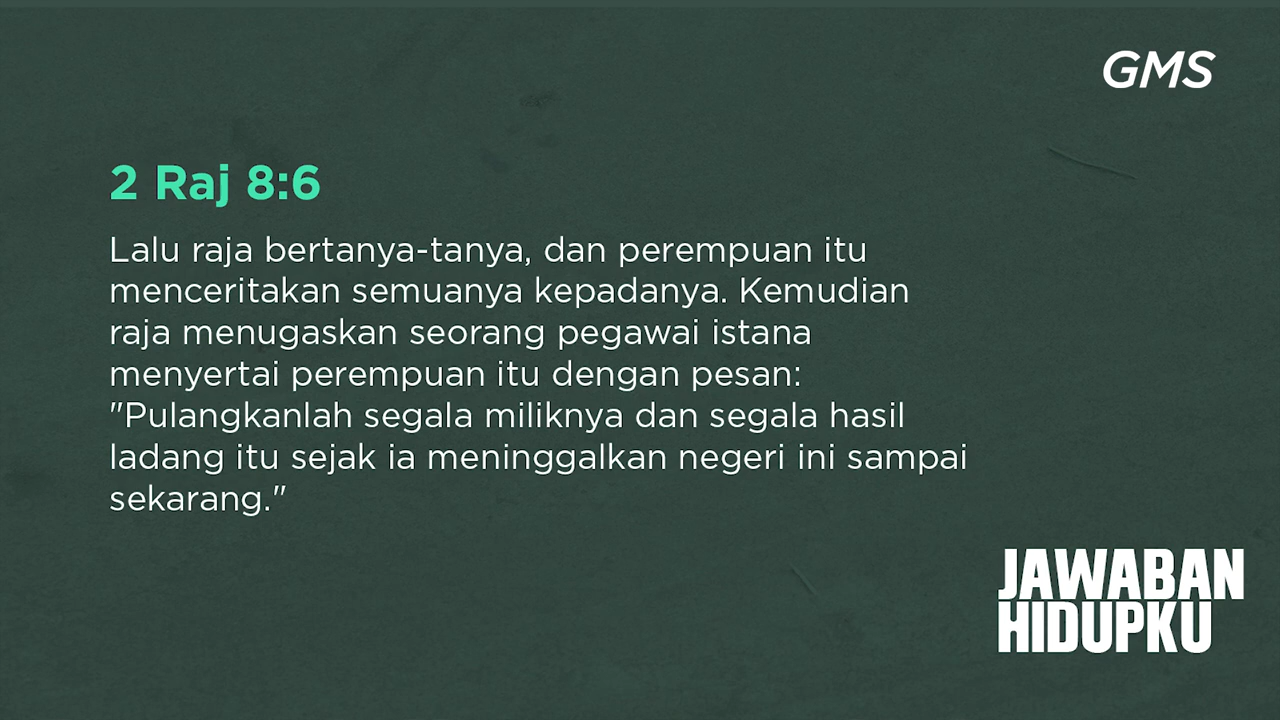 GMS
2 Raj 8:6
Lalu raja bertanya-tanya, dan perempuan itu
menceritakan semuanya kepadanya. Kemudian
raja menugaskan seorang pegawai istana
menyertai perempuan itu dengan pesan:
"Pulangkanlah segala miliknya dan segala hasil
ladang itu sejak ia meninggalkan negeri ini sampai
sekarang."
JAWABAN
HIDUPKU